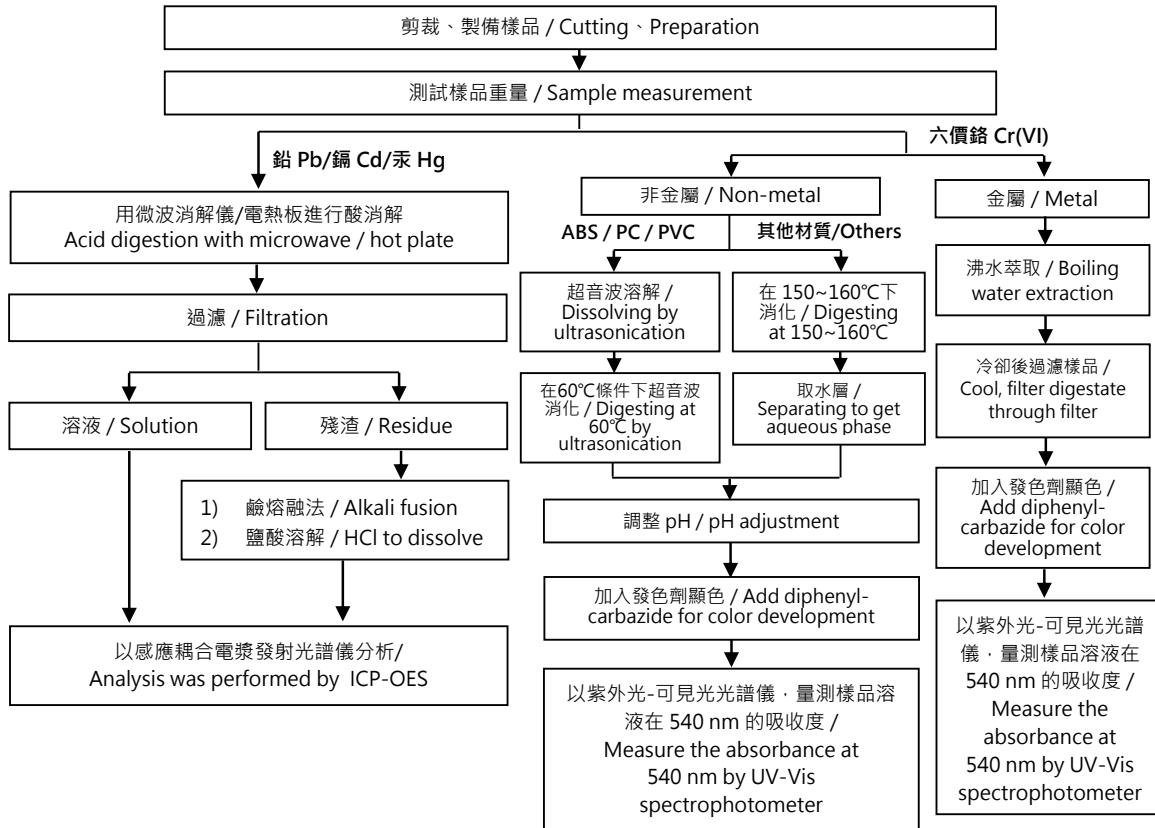 剪裁、製備樣品 / Cutting、Preparation
測試樣品重量 / Sample measurement
鉛 Pb/鎘 Cd/汞 Hg
六價鉻 Cr(VI)
用微波消解儀/電熱板進行酸消解
Acid digestion with microwave / hot plate
過濾 / Filtration
溶液 / Solution
殘渣 / Residue
1) 鹼熔融法 / Alkali fusion
2) 鹽酸溶解 / HCl to dissolve
以感應耦合電漿發射光譜儀分析/
Analysis was performed by ICP-OES
非金屬 / Non-metal
ABS / PC / PVC
其他材質/Others
超音波溶解 /
Dissolving by
ultrasonication
在60℃條件下超音波
消化 / Digesting at
60℃ by
ultrasonication
在 150~160℃下
消化 / Digesting
at 150~160℃
取水層 /
Separating to get
aqueous phase
調整 pH / pH adjustment
加入發色劑顯色 / Add diphenyl-
carbazide for color development
以紫外光-可見光光譜儀，量測樣品溶
液在 540 nm 的吸收度 /
Measure the absorbance at
540 nm by UV-Vis
spectrophotometer
金屬 / Metal
沸水萃取 / Boiling
water extraction
冷卻後過濾樣品 /
Cool, filter digestate
through filter
加入發色劑顯色 /
Add diphenyl-
carbazide for color
development
以紫外光-可見光光譜
儀，量測樣品溶液在
540 nm 的吸收度 /
Measure the
absorbance at
540 nm by UV-Vis
spectrophotometer